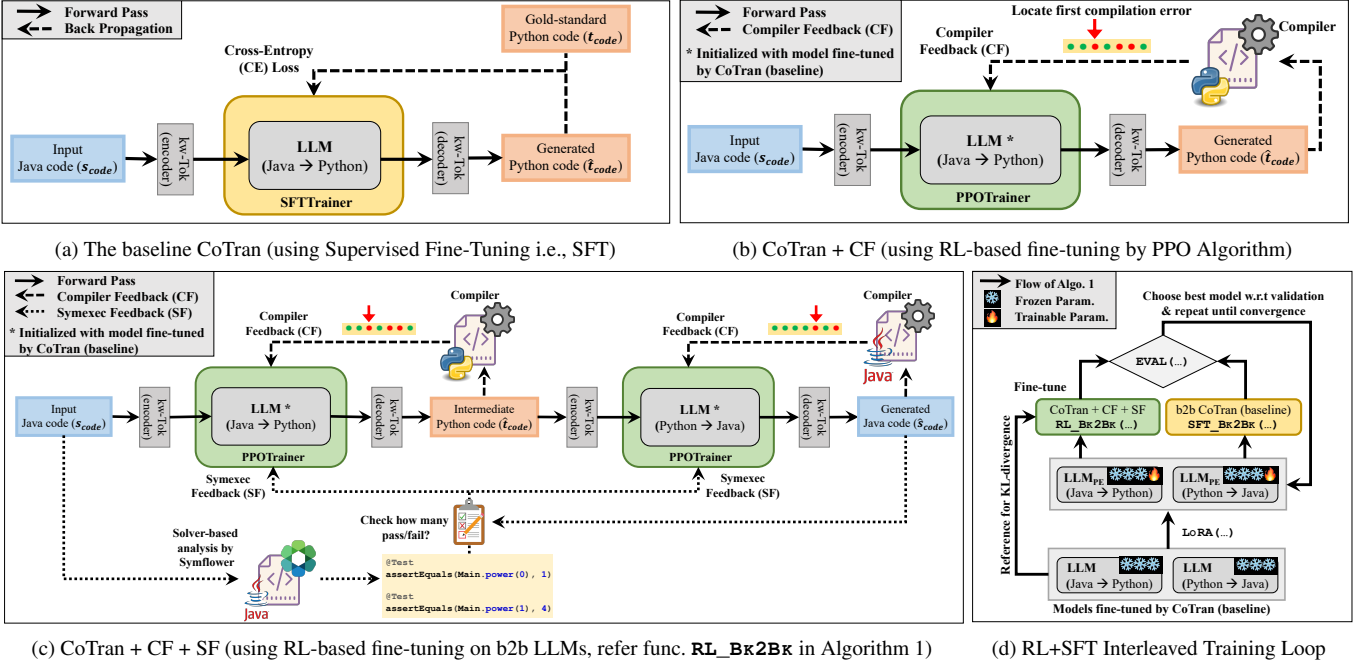 Forward Pass
Back Propagation
Gold-standard
Python code (t_code)
Cross-Entropy
(CE) Loss
Input
Java code (s_code)
kw-Tok
(encoder)
LLM
(Java → Python)
SFTTrainer
kw-Tok
(decoder)
Generated
Python code (t̂_code)
(a) The baseline CoTran (using Supervised Fine-Tuning i.e., SFT)
Forward Pass
Compiler Feedback (CF)
* Initialized with model fine-tuned
by CoTran (baseline)
Locate first compilation error
Compiler
Feedback (CF)
Compiler
Input
Java code (s_code)
kw-Tok
(encoder)
LLM *
(Java → Python)
PPOTrainer
kw-Tok
(decoder)
Generated
Python code (t̂_code)
(b) CoTran + CF (using RL-based fine-tuning by PPO Algorithm)
Forward Pass
Compiler Feedback (CF)
Symexec Feedback (SF)
* Initialized with model fine-tuned
by CoTran (baseline)
Compiler
Feedback (CF)
Compiler
Compiler
Feedback (CF)
Compiler
Java
Input
Java code (s_code)
kw-Tok
(encoder)
LLM *
(Java → Python)
PPOTrainer
kw-Tok
(decoder)
Intermediate
Python code (t̂_code)
kw-Tok
(encoder)
LLM *
(Python → Java)
PPOTrainer
kw-Tok
(decoder)
Generated
Java code (ŝ_code)
Symexec
Feedback (SF)
Symexec
Feedback (SF)
Solver-based
analysis by
Symflower
Java
Check how many
pass/fail?
@Test
assertEquals(Main.power(0), 1)
@Test
assertEquals(Main.power(1), 4)
(c) CoTran + CF + SF (using RL-based fine-tuning on b2b LLMs, refer func. RL_Bk2Bk in Algorithm 1)
Flow of Algo. 1
Frozen Param.
Trainable Param.
Choose best model w.r.t validation
& repeat until convergence
EVAL(…)
Fine-tune
CoTran + CF + SF
RL_Bk2Bk(…)
b2b CoTran (baseline)
SFT_Bk2Bk(…)
Reference for KL-divergence
LLM_PE
(Java → Python)
LLM_PE
(Python → Java)
LoRA(…)
LLM
(Java → Python)
LLM
(Python → Java)
Models fine-tuned by CoTran (baseline)
(d) RL+SFT Interleaved Training Loop